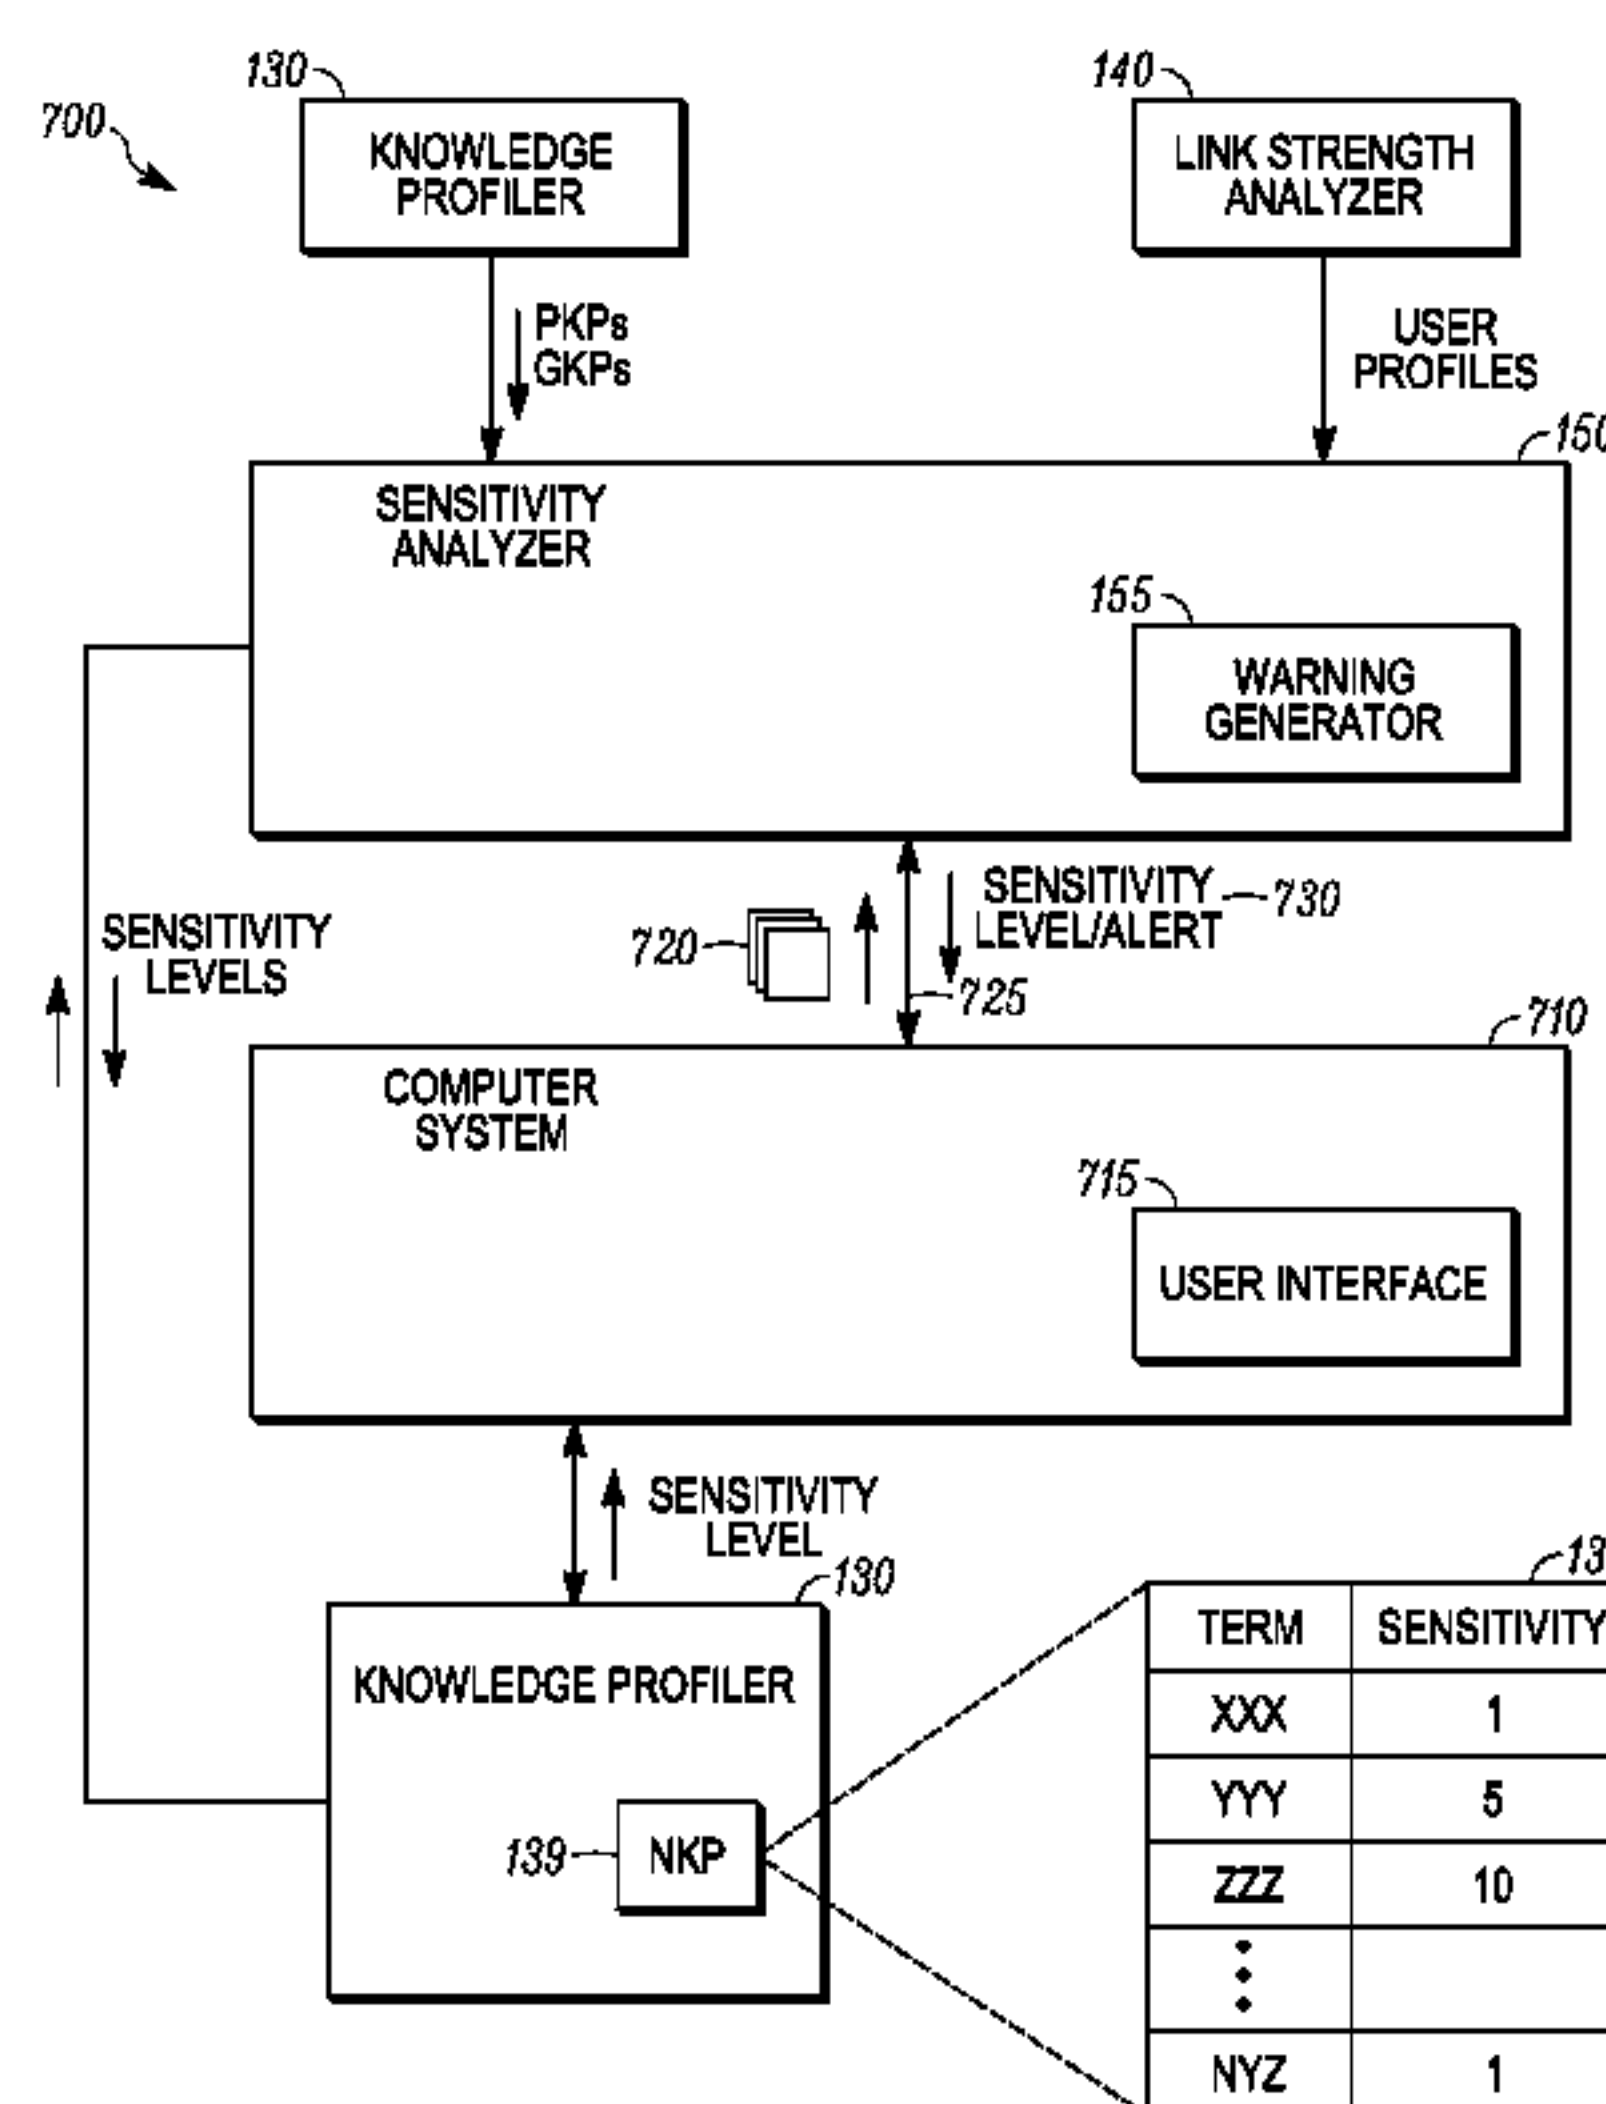 130
140
700
KNOWLEDGE
PROFILER
LINK STRENGTH
ANALYZER
PKPs
GKPs
USER
PROFILES
150
SENSITIVITY
ANALYZER
155
WARNING
GENERATOR
SENSITIVITY
LEVEL/ALERT
730
720
725
SENSITIVITY
LEVELS
710
COMPUTER
SYSTEM
715
USER INTERFACE
SENSITIVITY
LEVEL
130
KNOWLEDGE PROFILER
139
NKP
TERM SENSITIVITY
XXX 1
YYY 5
ZZZ 10
NYZ 1